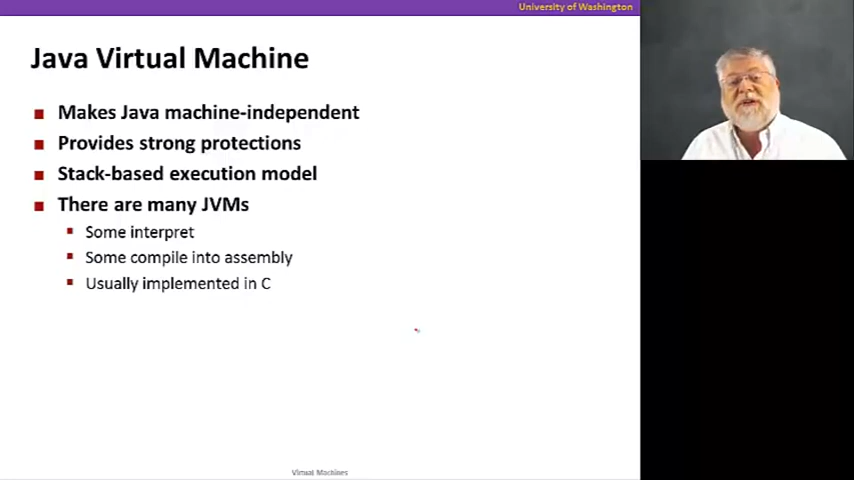 University of Washington
Java Virtual Machine
Makes Java machine-independent
Provides strong protections
Stack-based execution model
There are many JVMs
Some interpret
Some compile into assembly
Usually implemented in C
Virtual Machines